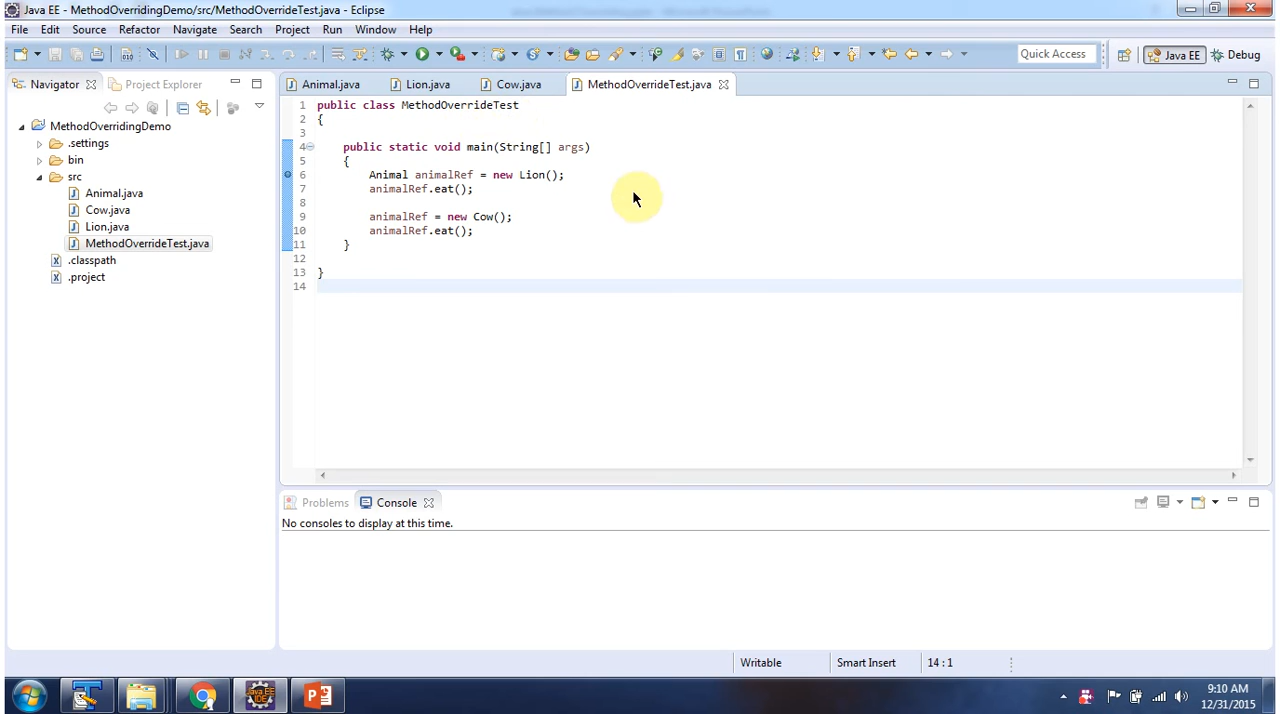 Java EE - MethodOverridingDemo/src/MethodOverrideTest.java - Eclipse
File Edit Source Refactor Navigate Search Project Run Window Help
Quick Access Java EE Debug
Navigator Project Explorer
MethodOverridingDemo
.settings
bin
src
Animal.java
Cow.java
Lion.java
MethodOverrideTest.java
.classpath
.project
Animal.java Lion.java Cow.java MethodOverrideTest.java
1 public class MethodOverrideTest
2 {
3
4 public static void main(String[] args)
5 {
6 Animal animalRef = new Lion();
7 animalRef.eat();
8
9 animalRef = new Cow();
10 animalRef.eat();
11 }
12
13 }
14
Problems Console
No consoles to display at this time.
Writable Smart Insert 14 : 1
Java EE IDE
9:10 AM
12/31/2015